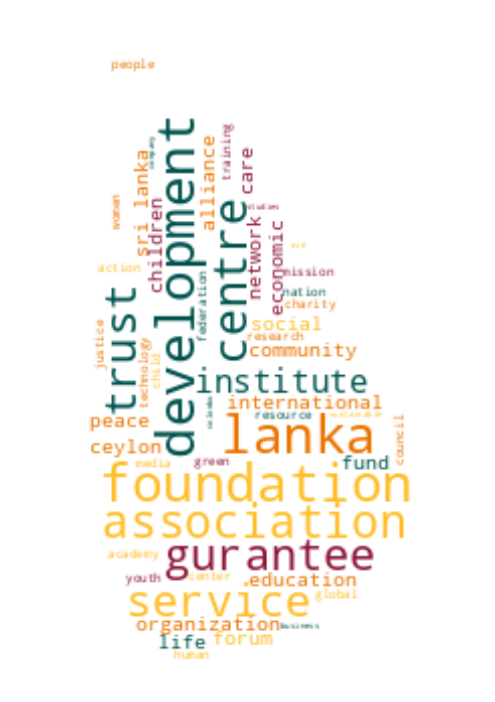 people
development
training
company
alliance
sri lanka
care
children
women
centre
studies
network
economic
aid
action
mission
federation
trust
nation
charity
social
justice
research
technology
community
child
institute
international
resource
peace
lanka
council
ceylon
media
green
fund
foundation
association
gurantee
academy
youth
center
education
service
global
organization
business
life
forum
human